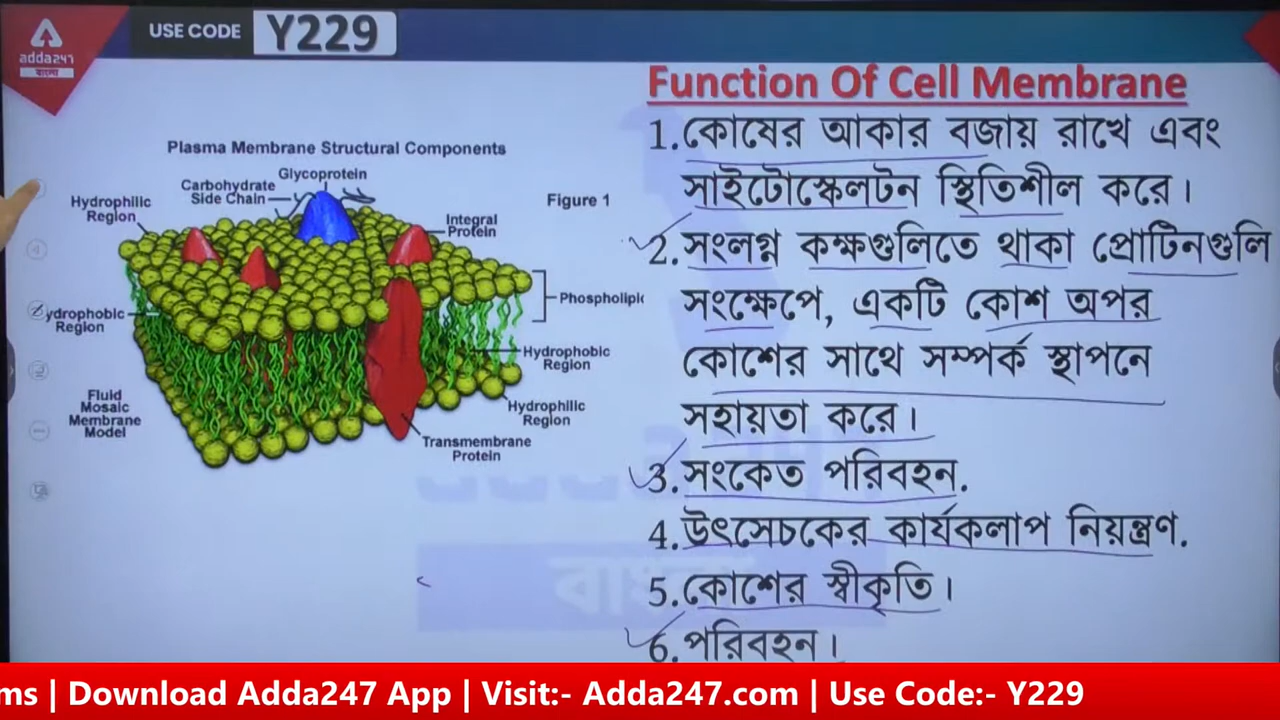 adda247
বাংলা
USE CODE Y229
Function Of Cell Membrane
Plasma Membrane Structural Components
Figure 1
Glycoprotein
Carbohydrate
Side Chain
Hydrophilic
Region
Integral
Protein
Phospholipi
ydrophobic
Region
Hydrophobic
Region
Fluid
Mosaic
Membrane
Model
Hydrophilic
Region
Transmembrane
Protein
1.কোষের আকার বজায় রাখে এবং
সাইটোস্কেলটন স্থিতিশীল করে।
2.সংলগ্ন কক্ষগুলিতে থাকা প্রোটিনগুলি
সংক্ষেপে, একটি কোশ অপর
কোশের সাথে সম্পর্ক স্থাপনে
সহায়তা করে।
3.সংকেত পরিবহন.
4.উৎসেচকের কার্যকলাপ নিয়ন্ত্রণ.
5.কোশের স্বীকৃতি।
6.পরিবহন।
বাংলা
ms | Download Adda247 App | Visit:- Adda247.com | Use Code:- Y229